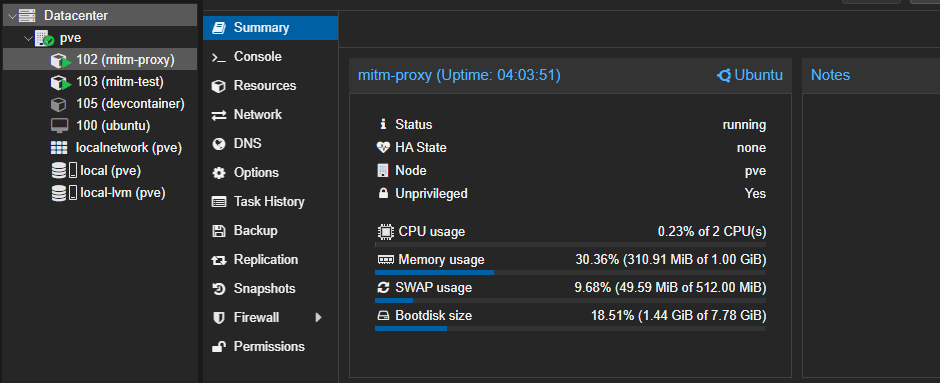 Datacenter
pve
102 (mitm-proxy)
103 (mitm-test)
105 (devcontainer)
100 (ubuntu)
localnetwork (pve)
local (pve)
local-lvm (pve)
Summary
Console
Resources
Network
DNS
Options
Task History
Backup
Replication
Snapshots
Firewall
Permissions
mitm-proxy (Uptime: 04:03:51) Ubuntu
Status running
HA State none
Node pve
Unprivileged Yes
CPU usage 0.23% of 2 CPU(s)
Memory usage 30.36% (310.91 MiB of 1.00 GiB)
SWAP usage 9.68% (49.59 MiB of 512.00 MiB)
Bootdisk size 18.51% (1.44 GiB of 7.78 GiB)
Notes